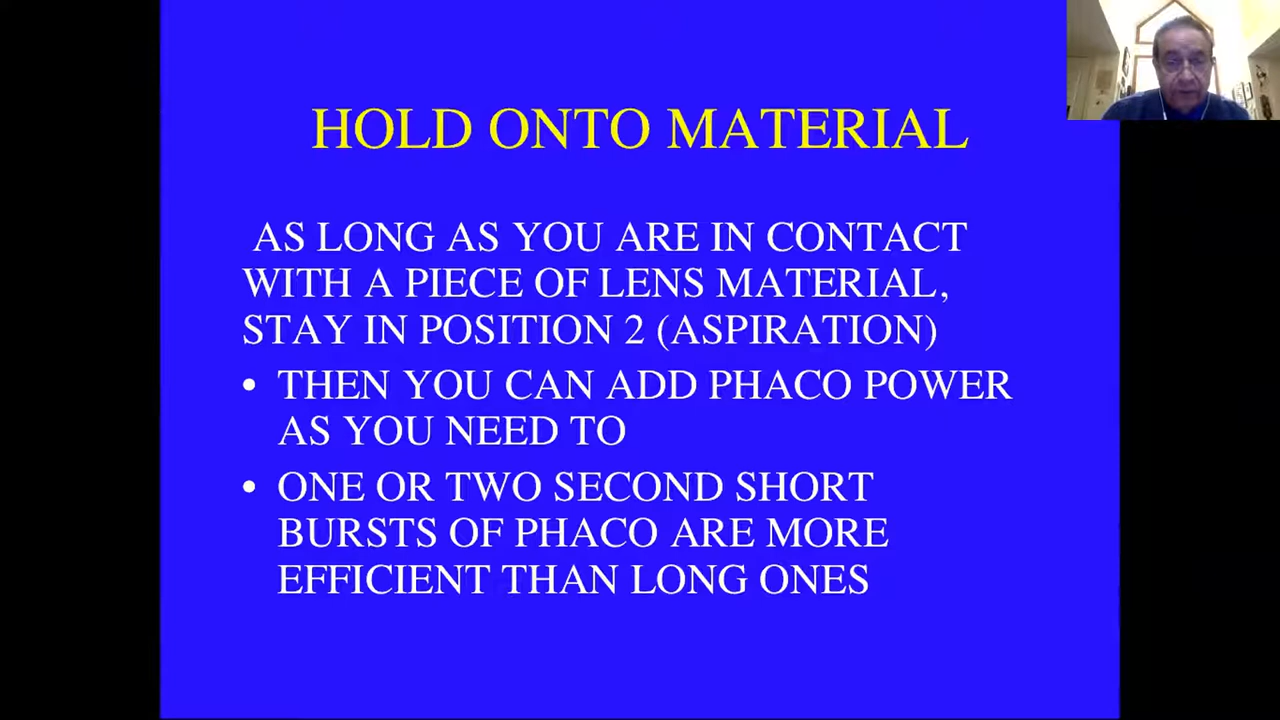 HOLD ONTO MATERIAL
AS LONG AS YOU ARE IN CONTACT
WITH A PIECE OF LENS MATERIAL,
STAY IN POSITION 2 (ASPIRATION)
• THEN YOU CAN ADD PHACO POWER
AS YOU NEED TO
• ONE OR TWO SECOND SHORT
BURSTS OF PHACO ARE MORE
EFFICIENT THAN LONG ONES